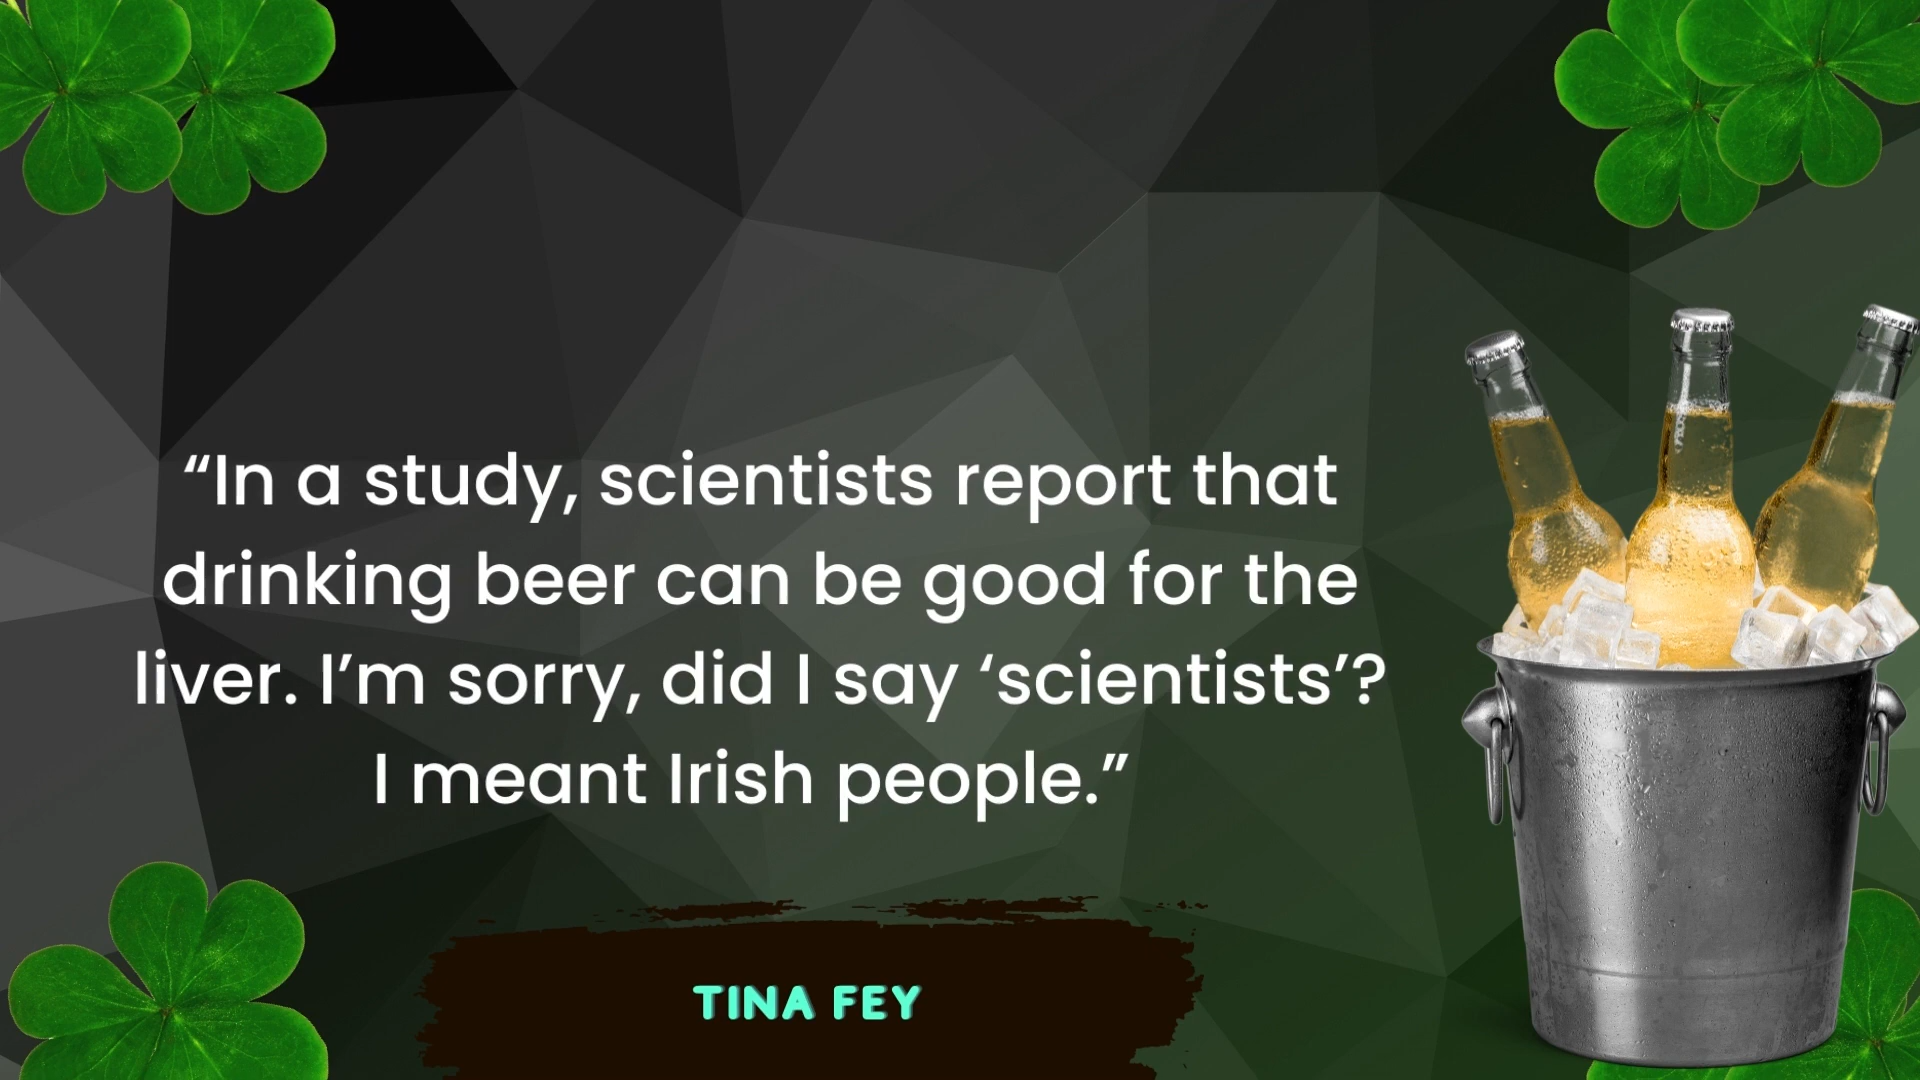 “In a study, scientists report that
drinking beer can be good for the
liver. I’m sorry, did I say ‘scientists’?
I meant Irish people.”
TINA FEY